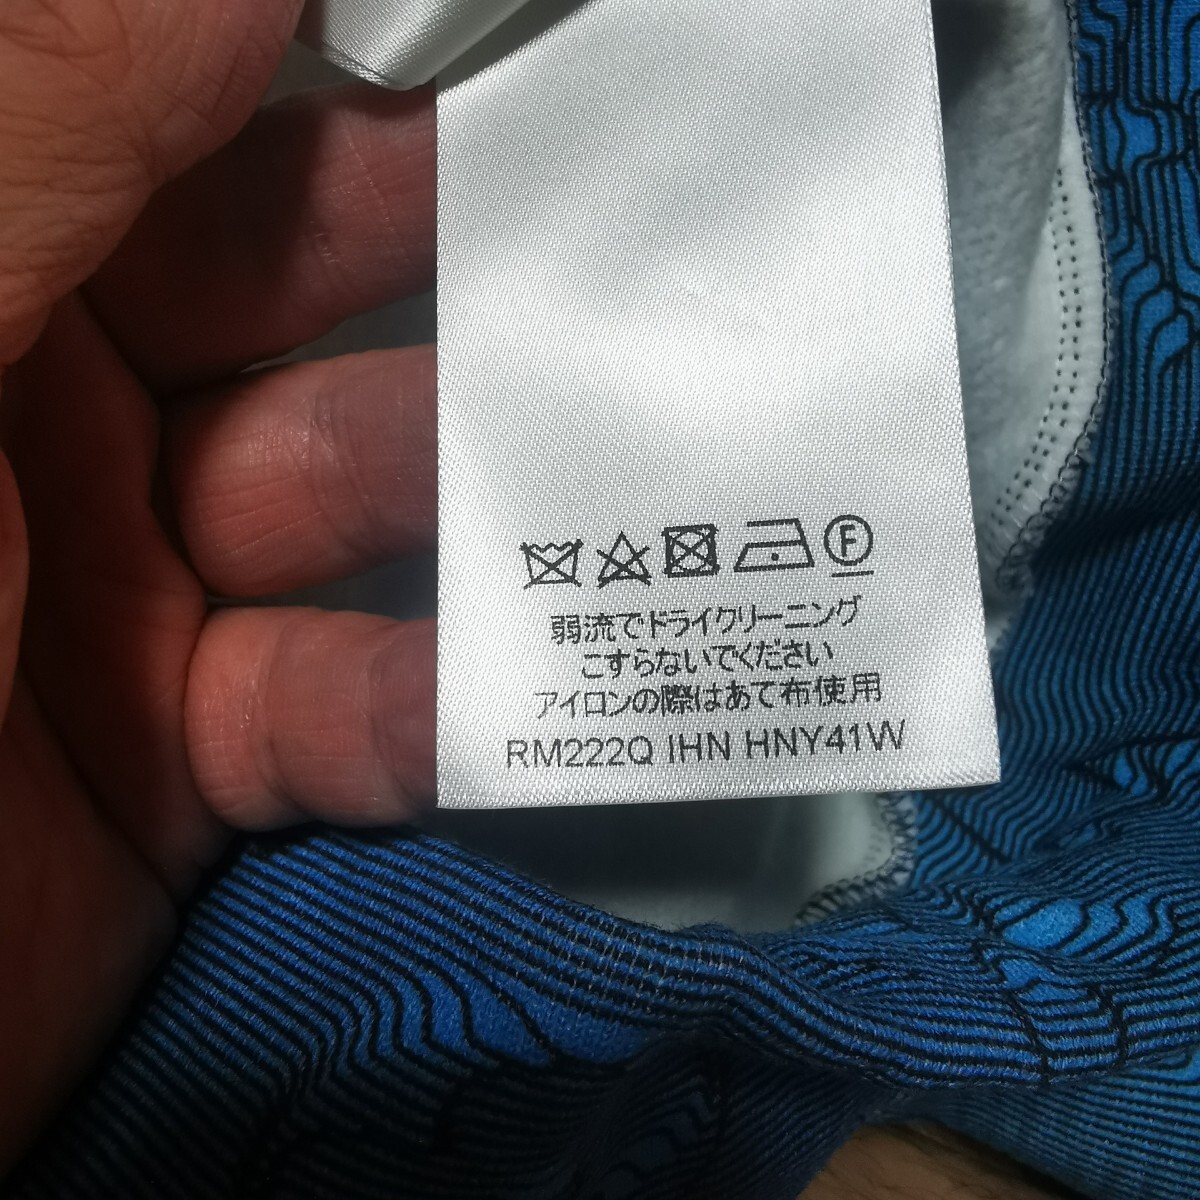 F
弱流でドライクリーニング
こすらないでください
アイロンの際はあて布使用
RM222Q IHN HNY41W